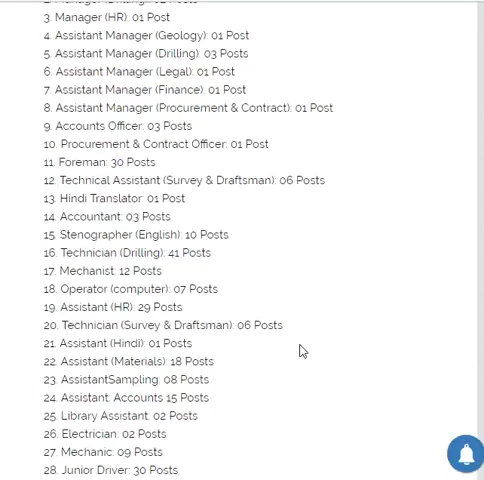 3. Manager (HR): 01 Post
4. Assistant Manager (Geology): 01 Post
5. Assistant Manager (Drilling): 03 Posts
6. Assistant Manager (Legal): 01 Post
7. Assistant Manager (Finance): 01 Post
8. Assistant Manager (Procurement & Contract): 01 Post
9. Accounts Officer: 03 Posts
10. Procurement & Contract Officer: 01 Post
11. Foreman: 30 Posts
12. Technical Assistant (Survey & Draftsman): 06 Posts
13. Hindi Translator: 01 Post
14. Accountant: 03 Posts
15. Stenographer (English): 10 Posts
16. Technician (Drilling): 41 Posts
17. Mechanist: 12 Posts
18. Operator (computer): 07 Posts
19. Assistant (HR): 29 Posts
20. Technician (Survey & Draftsman): 06 Posts
21. Assistant (Hindi): 01 Posts
22. Assistant (Materials): 18 Posts
23. AssistantSampling: 08 Posts
24. Assistant: Accounts 15 Posts
25. Library Assistant: 02 Posts
26. Electrician: 02 Posts
27. Mechanic: 09 Posts
28. Junior Driver: 30 Posts